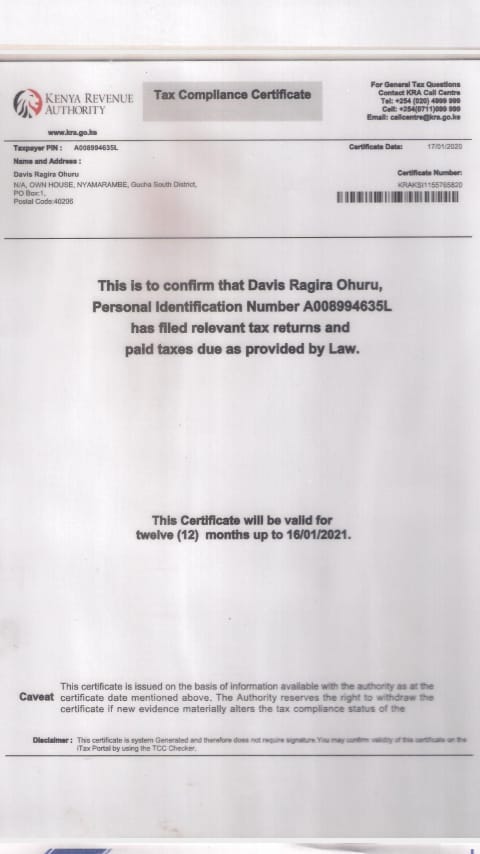 KENYA REVENUE
AUTHORITY
www.kra.go.ke
Tax Compliance Certificate
For General Tax Questions
Contact KRA Call Centre
Tel: +254 (020) 4999 999
Cell: +254(0711)099 999
Email: callcentre@kra.go.ke
Taxpayer PIN : A008994635L
Name and Address :
Davis Ragira Ohuru
N/A, OWN HOUSE, NYAMARAMBE, Gucha South District,
PO Box:1,
Postal Code:40206
Certificate Date: 17/01/2020
Certificate Number:
KRAKSI1155765820
This is to confirm that Davis Ragira Ohuru,
Personal Identification Number A008994635L
has filed relevant tax returns and
paid taxes due as provided by Law.
This Certificate will be valid for
twelve (12) months up to 16/01/2021.
Caveat
This certificate is issued on the basis of information available with the authority as at the
certificate date mentioned above. The Authority reserves the right to withdraw the
certificate if new evidence materially alters the tax compliance status of the
Disclaimer : This certificate is system Generated and therefore does not require signature.You may confirm validity of this certificate on the
iTax Portal by using the TCC Checker.